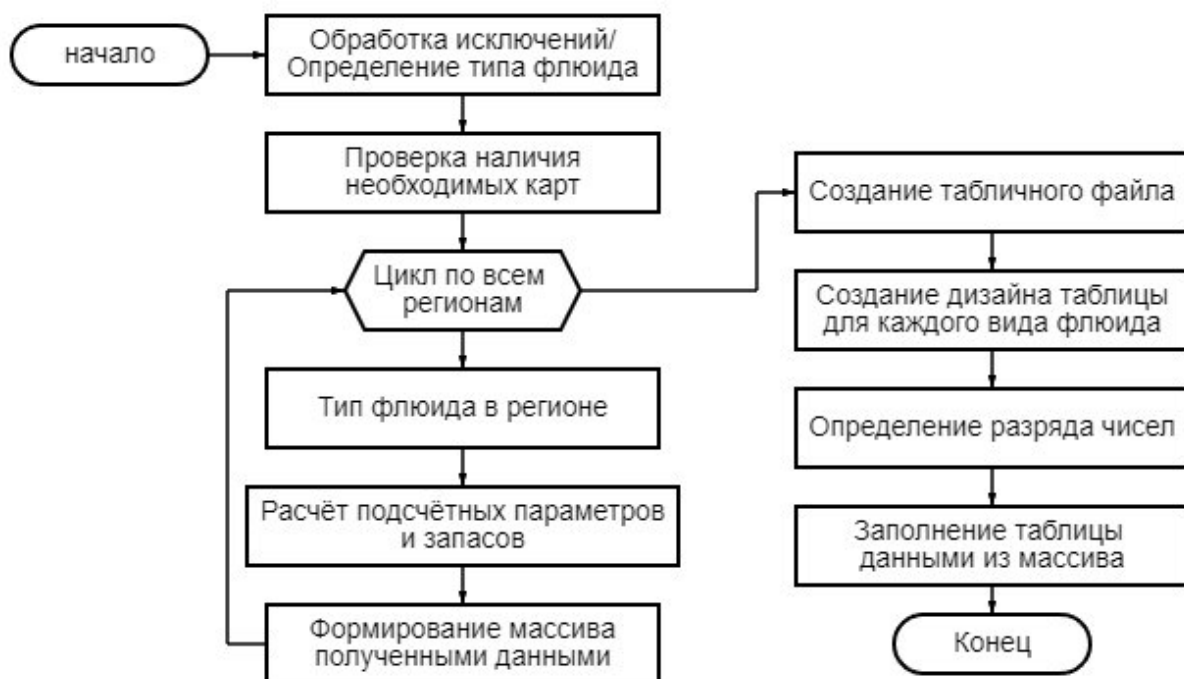 начало
Обработка исключений/
Определение типа флюида
Проверка наличия
необходимых карт
Цикл по всем
регионам
Тип флюида в регионе
Расчёт подсчётных параметров
и запасов
Формирование массива
полученными данными
Создание табличного файла
Создание дизайна таблицы
для каждого вида флюида
Определение разряда чисел
Заполнение таблицы
данными из массива
Конец